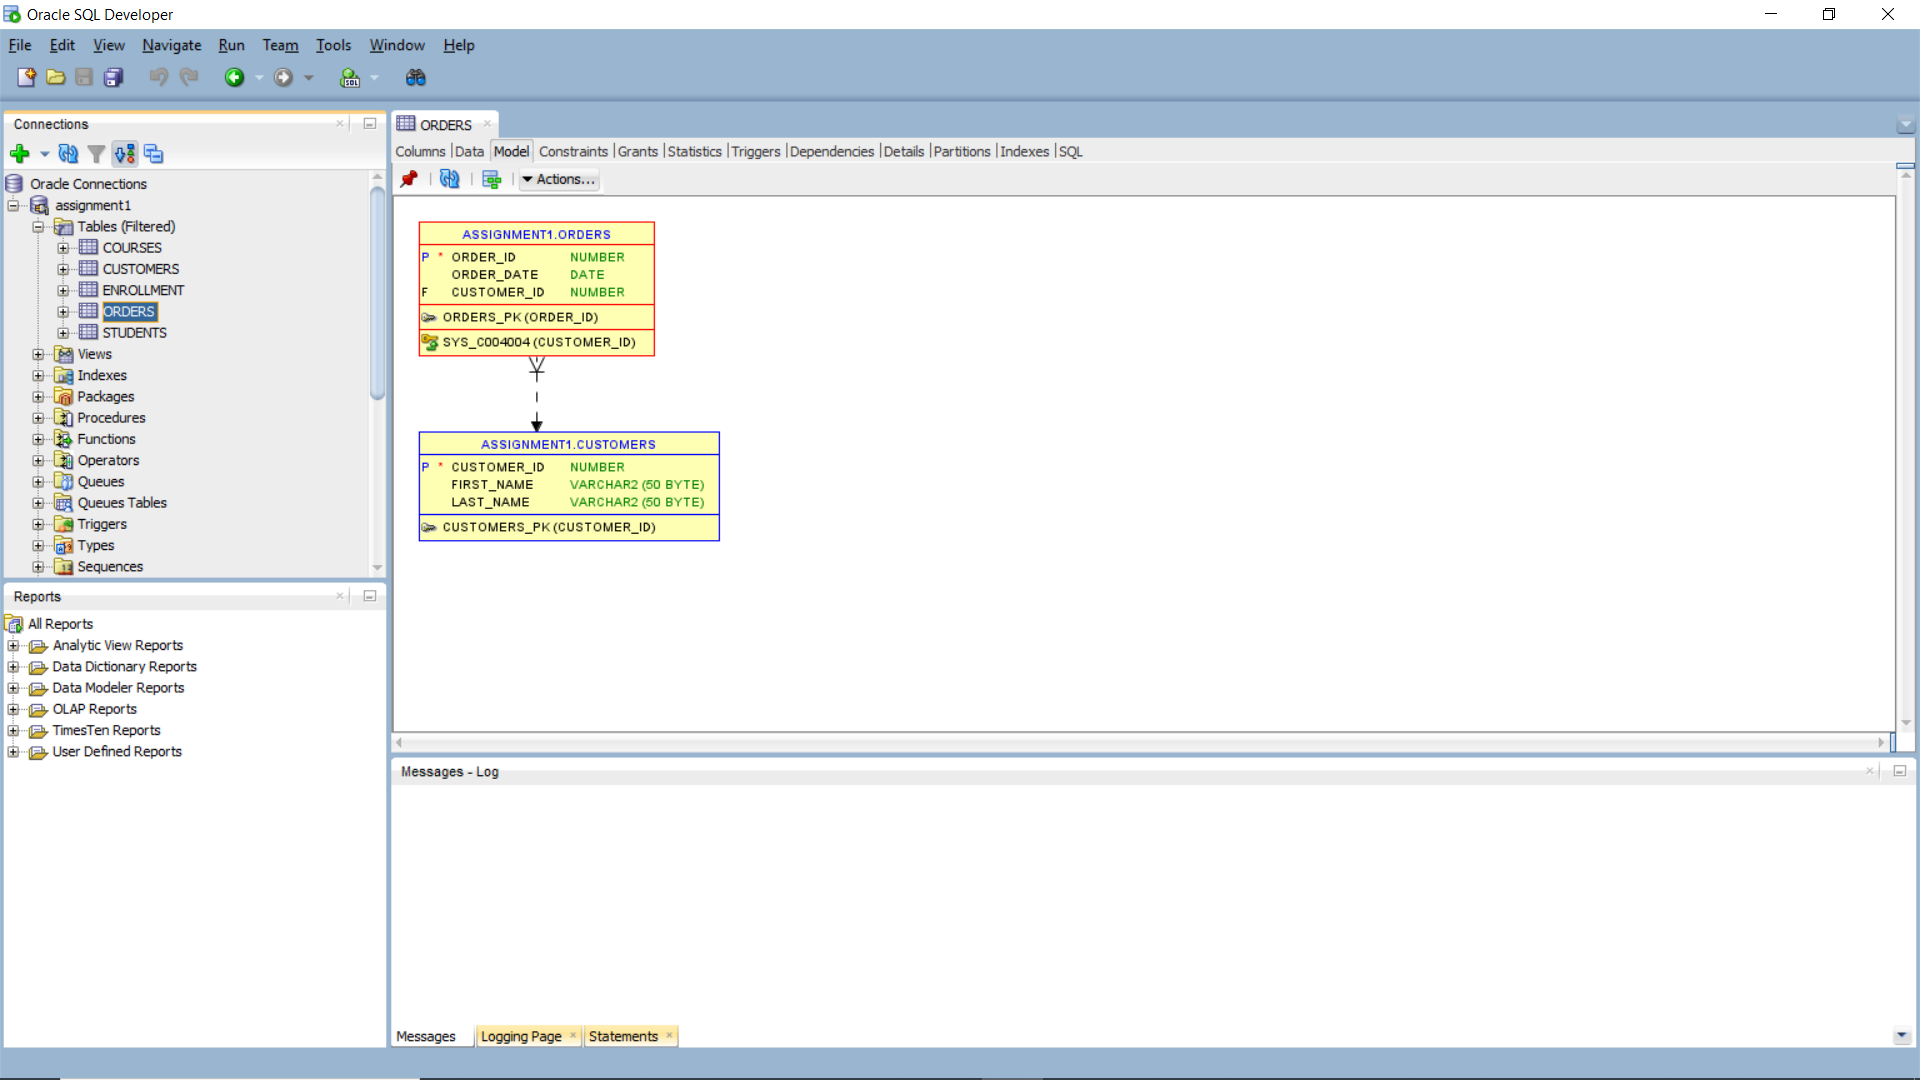 Oracle SQL Developer
File Edit View Navigate Run Team Tools Window Help
Connections
Oracle Connections
assignment1
Tables (Filtered)
COURSES
CUSTOMERS
ENROLLMENT
ORDERS
STUDENTS
Views
Indexes
Packages
Procedures
Functions
Operators
Queues
Queues Tables
Triggers
Types
Sequences
Reports
All Reports
Analytic View Reports
Data Dictionary Reports
Data Modeler Reports
OLAP Reports
TimesTen Reports
User Defined Reports
ORDERS
Columns Data Model Constraints Grants Statistics Triggers Dependencies Details Partitions Indexes SQL
Actions...
ASSIGNMENT1.ORDERS
P * ORDER_ID NUMBER
ORDER_DATE DATE
F CUSTOMER_ID NUMBER
ORDERS_PK (ORDER_ID)
SYS_C004004 (CUSTOMER_ID)
ASSIGNMENT1.CUSTOMERS
P * CUSTOMER_ID NUMBER
FIRST_NAME VARCHAR2 (50 BYTE)
LAST_NAME VARCHAR2 (50 BYTE)
CUSTOMERS_PK (CUSTOMER_ID)
Messages - Log
Messages Logging Page Statements